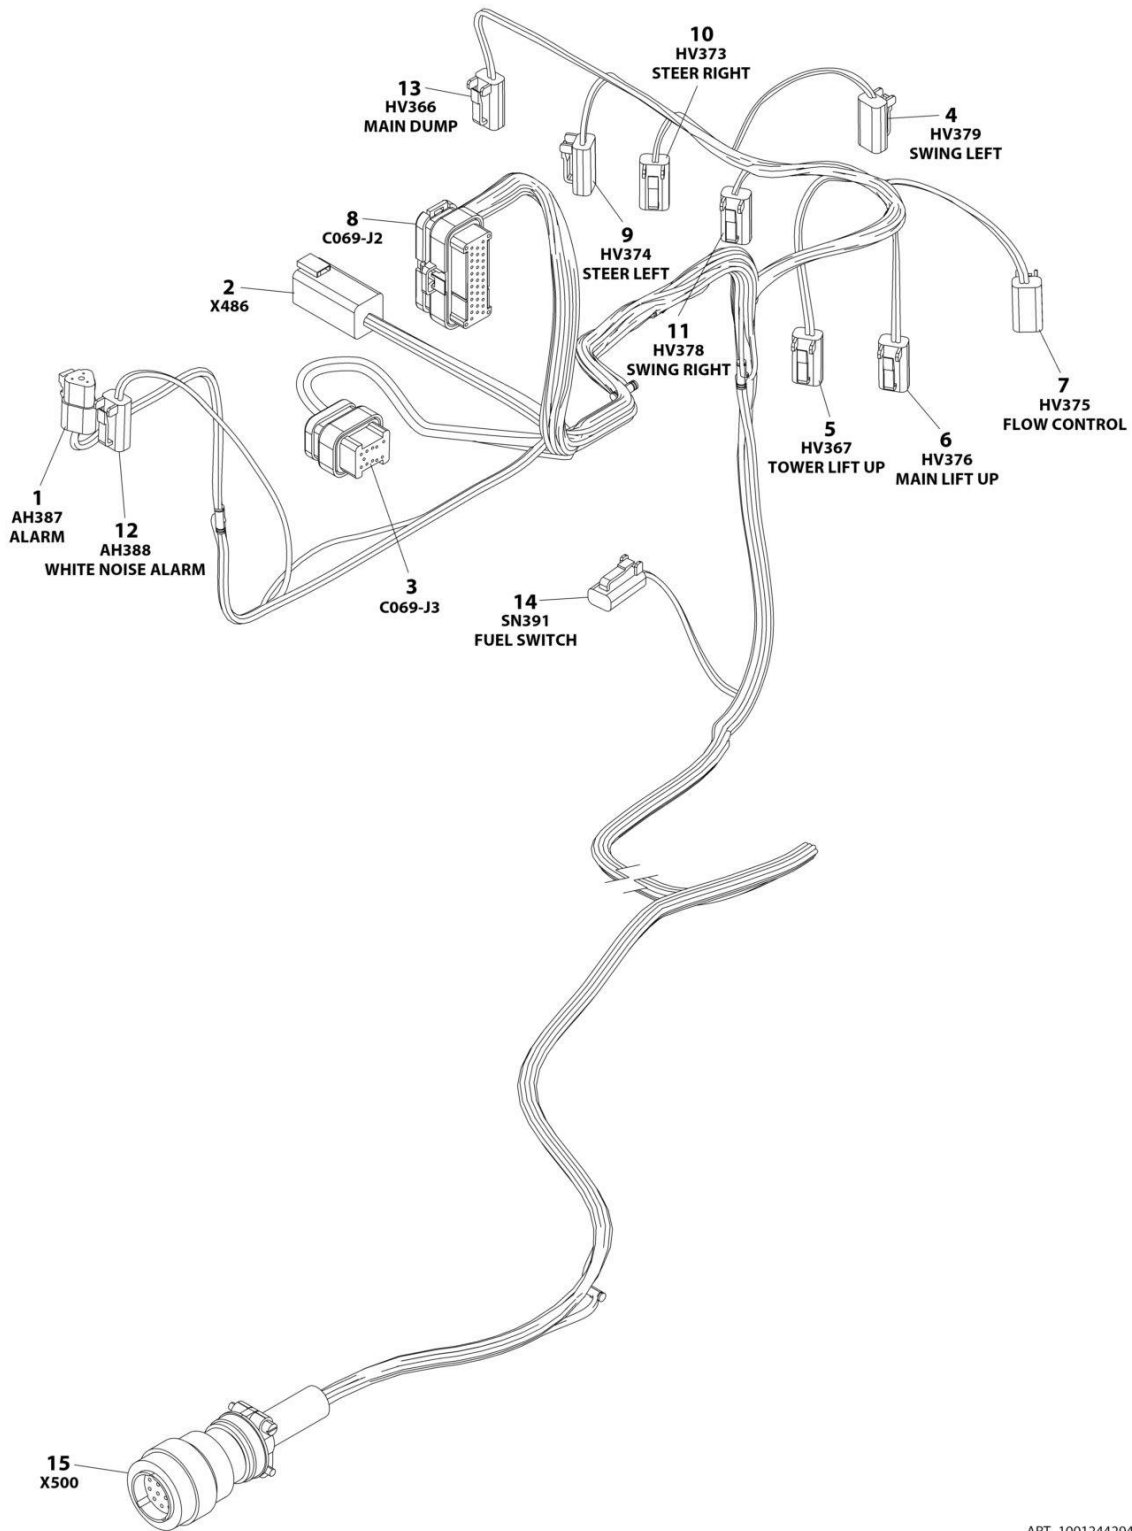 10
HV373
STEER RIGHT
13
HV366
MAIN DUMP
4
HV379
SWING LEFT
8
C069-J2
9
HV374
STEER LEFT
2
X486
11
HV378
SWING RIGHT
7
HV375
FLOW CONTROL
5
HV367
TOWER LIFT UP
6
HV376
MAIN LIFT UP
1
AH387
ALARM
12
AH388
WHITE NOISE ALARM
3
C069-J3
14
SN391
FUEL SWITCH
15
X500